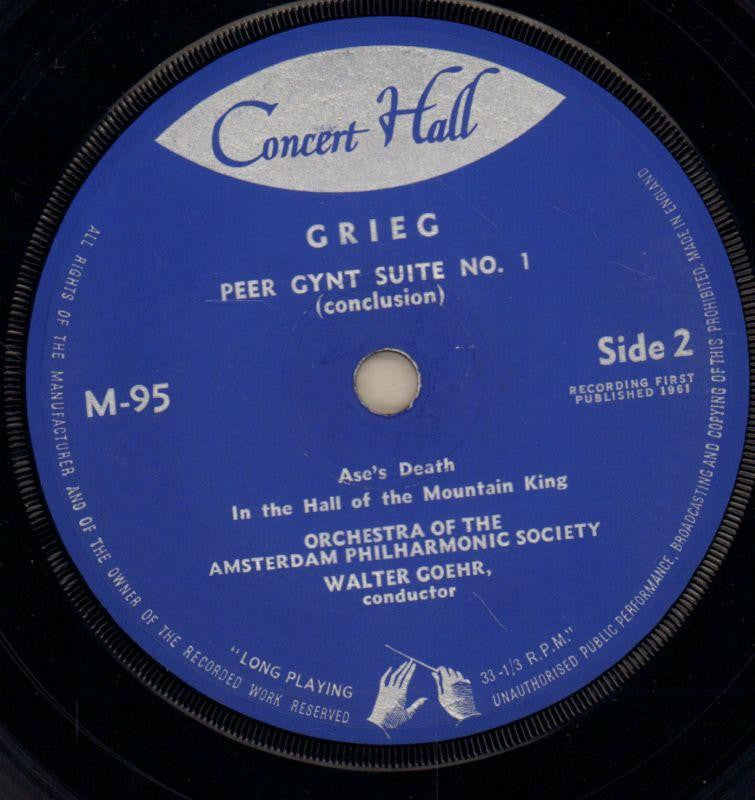 Concert Hall
GRIEG
PEER GYNT SUITE NO. 1
(conclusion)
Side 2
RECORDING FIRST
PUBLISHED 1961
M-95
Ase's Death
In the Hall of the Mountain King
ORCHESTRA OF THE
AMSTERDAM PHILHARMONIC SOCIETY
WALTER GOEHR,
conductor
"LONG PLAYING 33-1/3 R.P.M."
ALL RIGHTS OF THE MANUFACTURER AND OF THE OWNER OF THE RECORDED WORK RESERVED
UNAUTHORISED PUBLIC PERFORMANCE, BROADCASTING AND COPYING OF THIS PROHIBITED. MADE IN ENGLAND